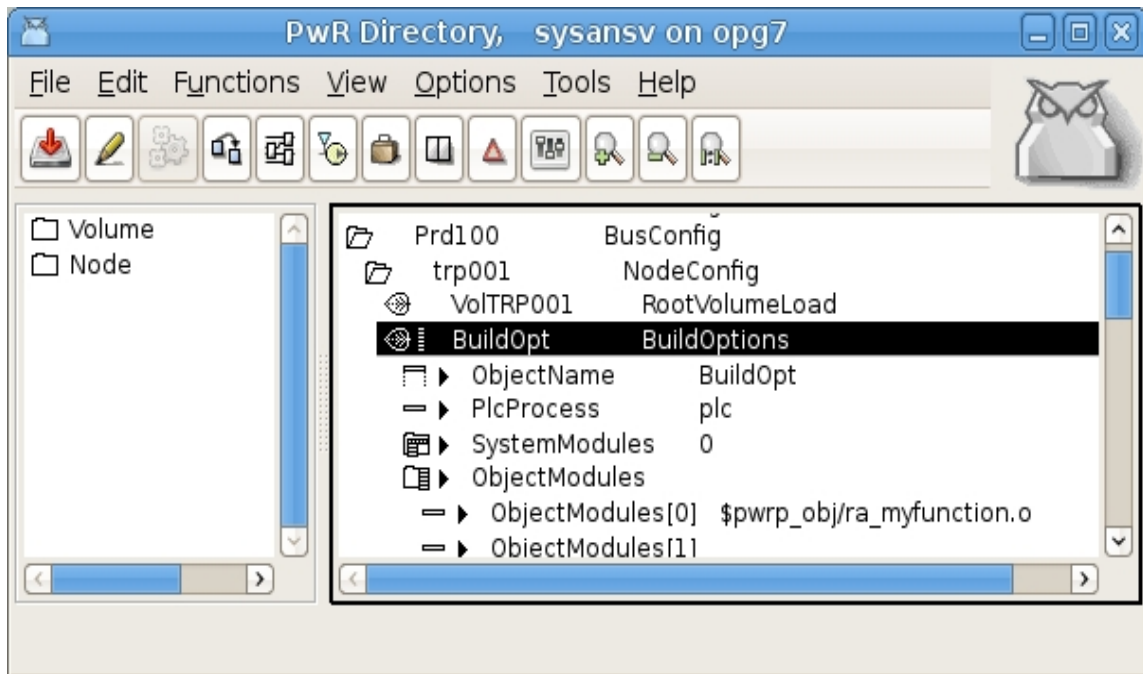 PwR Directory, sysansv on opg7
File Edit Functions View Options Tools Help
Volume
Node
Prd100 BusConfig
trp001 NodeConfig
VolTRP001 RootVolumeLoad
BuildOpt BuildOptions
ObjectName BuildOpt
PlcProcess plc
SystemModules 0
ObjectModules
ObjectModules[0] $pwrp_obj/ra_myfunction.o
ObjectModules[1]